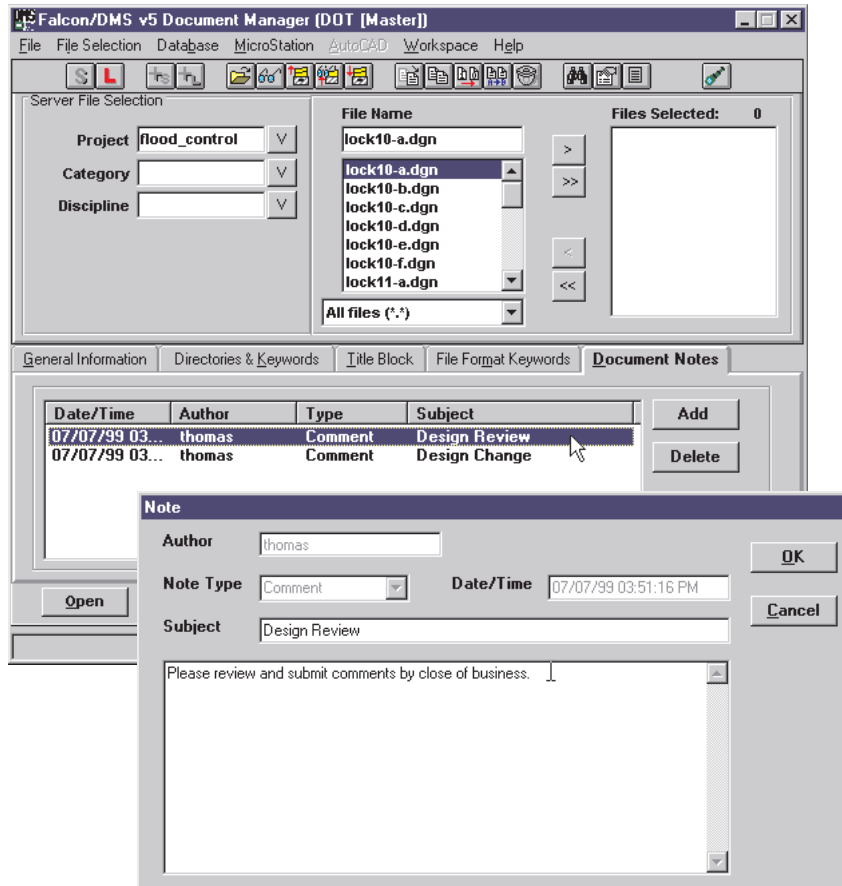 Falcon/DMS v5 Document Manager (DOT [Master])
File File Selection Database MicroStation AutoCAD Workspace Help
S L
Server File Selection
Project flood_control V
Category V
Discipline V
File Name
lock10-a.dgn
lock10-a.dgn
lock10-b.dgn
lock10-c.dgn
lock10-d.dgn
lock10-e.dgn
lock10-f.dgn
lock11-a.dgn
All files (*.*)
>
>>
<
<<
Files Selected: 0
General Information Directories & Keywords Title Block File Format Keywords Document Notes
Date/Time Author Type Subject
07/07/99 03... thomas Comment Design Review
07/07/99 03... thomas Comment Design Change
Add
Delete
Open
Note
Author thomas
Note Type Comment Date/Time 07/07/99 03:51:16 PM
Subject Design Review
Please review and submit comments by close of business.
OK
Cancel